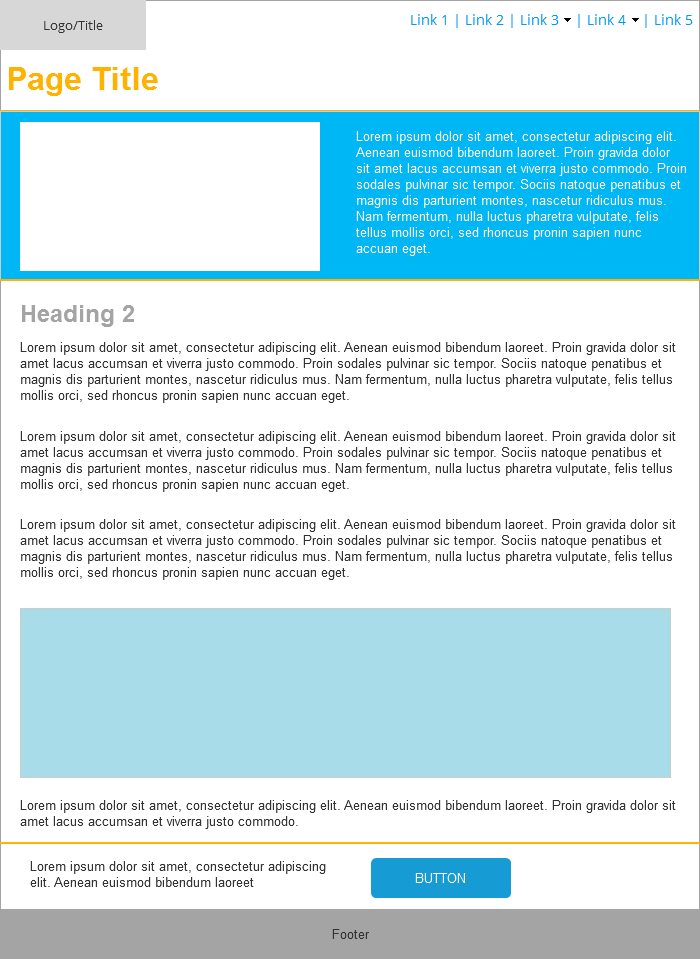 Logo/Title
Link 1 | Link 2 | Link 3 | Link 4 | Link 5
Page Title
Lorem ipsum dolor sit amet, consectetur adipiscing elit.
Aenean euismod bibendum laoreet. Proin gravida dolor
sit amet lacus accumsan et viverra justo commodo. Proin
sodales pulvinar sic tempor. Sociis natoque penatibus et
magnis dis parturient montes, nascetur ridiculus mus.
Nam fermentum, nulla luctus pharetra vulputate, felis
tellus mollis orci, sed rhoncus pronin sapien nunc
accuan eget.
Heading 2
Lorem ipsum dolor sit amet, consectetur adipiscing elit. Aenean euismod bibendum laoreet. Proin gravida dolor sit
amet lacus accumsan et viverra justo commodo. Proin sodales pulvinar sic tempor. Sociis natoque penatibus et
magnis dis parturient montes, nascetur ridiculus mus. Nam fermentum, nulla luctus pharetra vulputate, felis tellus
mollis orci, sed rhoncus pronin sapien nunc accuan eget.
Lorem ipsum dolor sit amet, consectetur adipiscing elit. Aenean euismod bibendum laoreet. Proin gravida dolor sit
amet lacus accumsan et viverra justo commodo. Proin sodales pulvinar sic tempor. Sociis natoque penatibus et
magnis dis parturient montes, nascetur ridiculus mus. Nam fermentum, nulla luctus pharetra vulputate, felis tellus
mollis orci, sed rhoncus pronin sapien nunc accuan eget.
Lorem ipsum dolor sit amet, consectetur adipiscing elit. Aenean euismod bibendum laoreet. Proin gravida dolor sit
amet lacus accumsan et viverra justo commodo. Proin sodales pulvinar sic tempor. Sociis natoque penatibus et
magnis dis parturient montes, nascetur ridiculus mus. Nam fermentum, nulla luctus pharetra vulputate, felis tellus
mollis orci, sed rhoncus pronin sapien nunc accuan eget.
Lorem ipsum dolor sit amet, consectetur adipiscing elit. Aenean euismod bibendum laoreet. Proin gravida dolor sit
amet lacus accumsan et viverra justo commodo.
Lorem ipsum dolor sit amet, consectetur adipiscing
elit. Aenean euismod bibendum laoreet
BUTTON
Footer